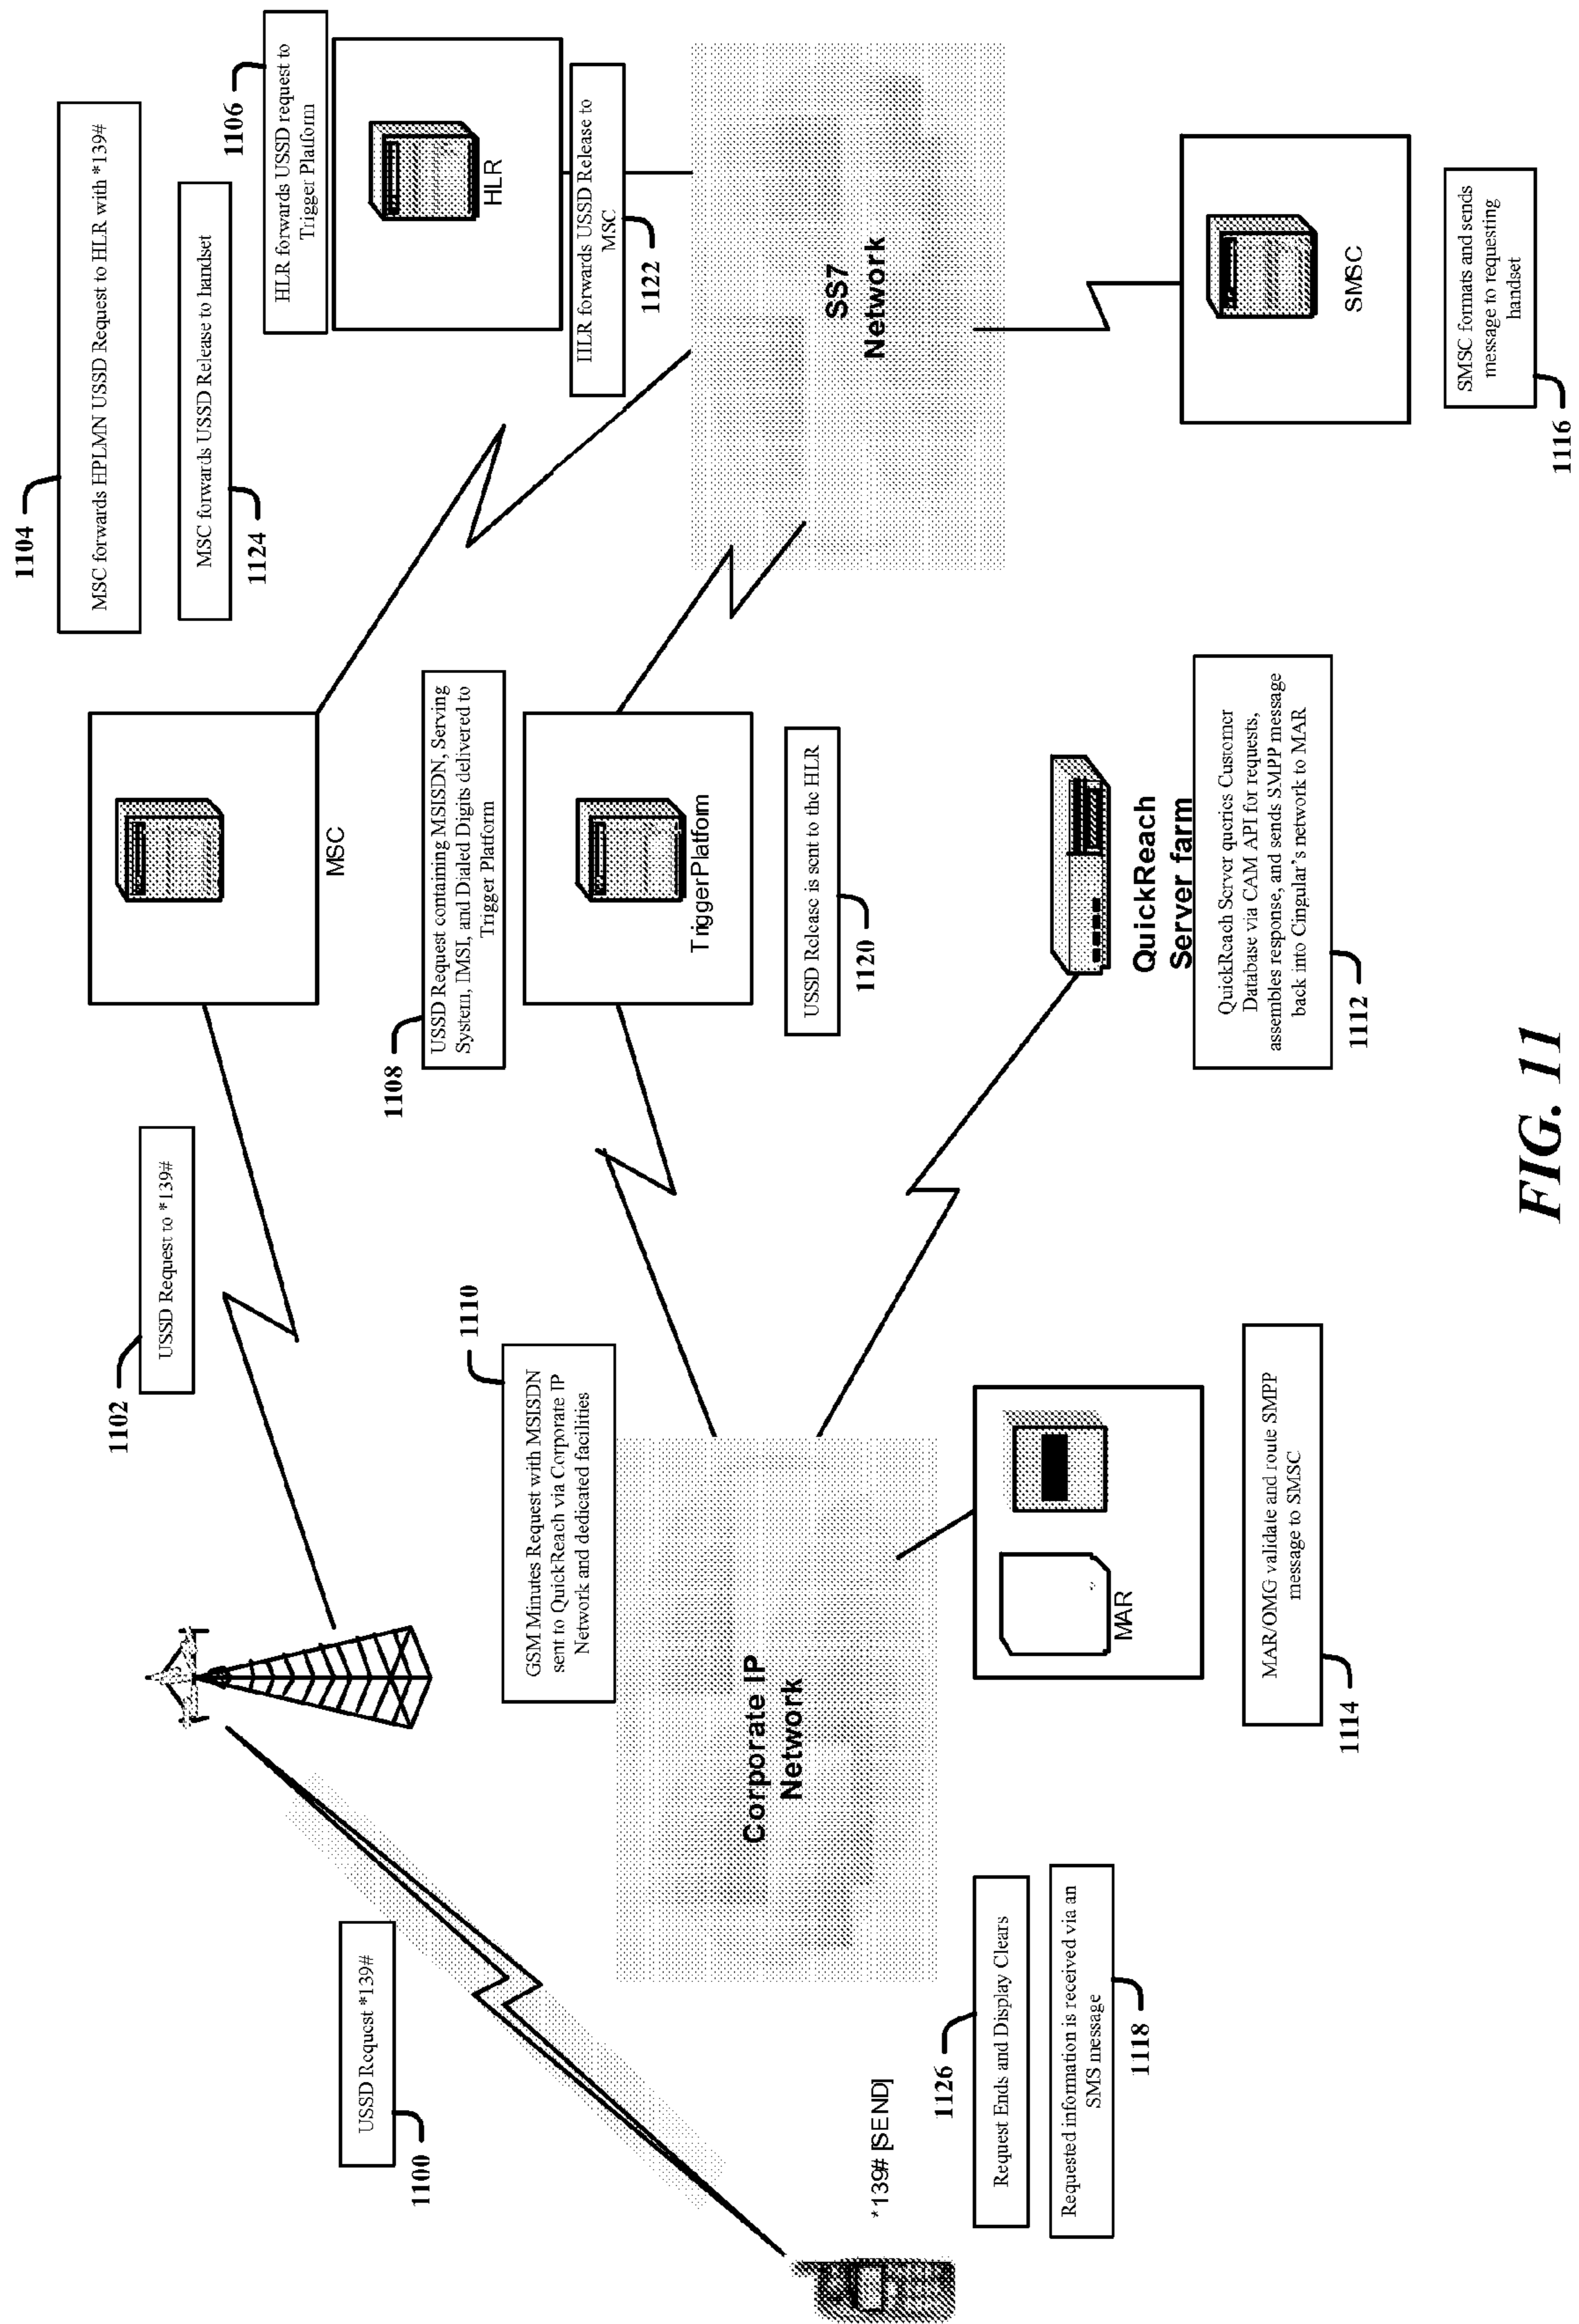 1104
MSC forwards HPLMN USSD Request to HLR with *139#
MSC forwards USSD Release to handset
1124
1106
HLR forwards USSD request to
Trigger Platform
HLR
HLR forwards USSD Release to
MSC
1122
1102
USSD Request to *139#
MSC
USSD Request *139#
1100
1108
USSD Request containing MSISDN, Serving
System, IMSI, and Dialed Digits delivered to
Trigger Platform
TriggerPlatform
USSD Release is sent to the HLR
1120
SS7
Network
1110
GSM Minutes Request with MSISDN
sent to QuickReach via Corporate IP
Network and dedicated facilities
Corporate IP
Network
*139# [SEND]
1126
Request Ends and Display Clears
Requested information is received via an
SMS message
1118
MAR
MAR/OMG validate and route SMPP
message to SMSC
1114
QuickReach
Server farm
QuickReach Server queries Customer
Database via CAM API for requests,
assembles response, and sends SMPP message
back into Cingular's network to MAR
1112
SMSC
SMSC formats and sends
message to requesting
handset
1116
FIG. 11